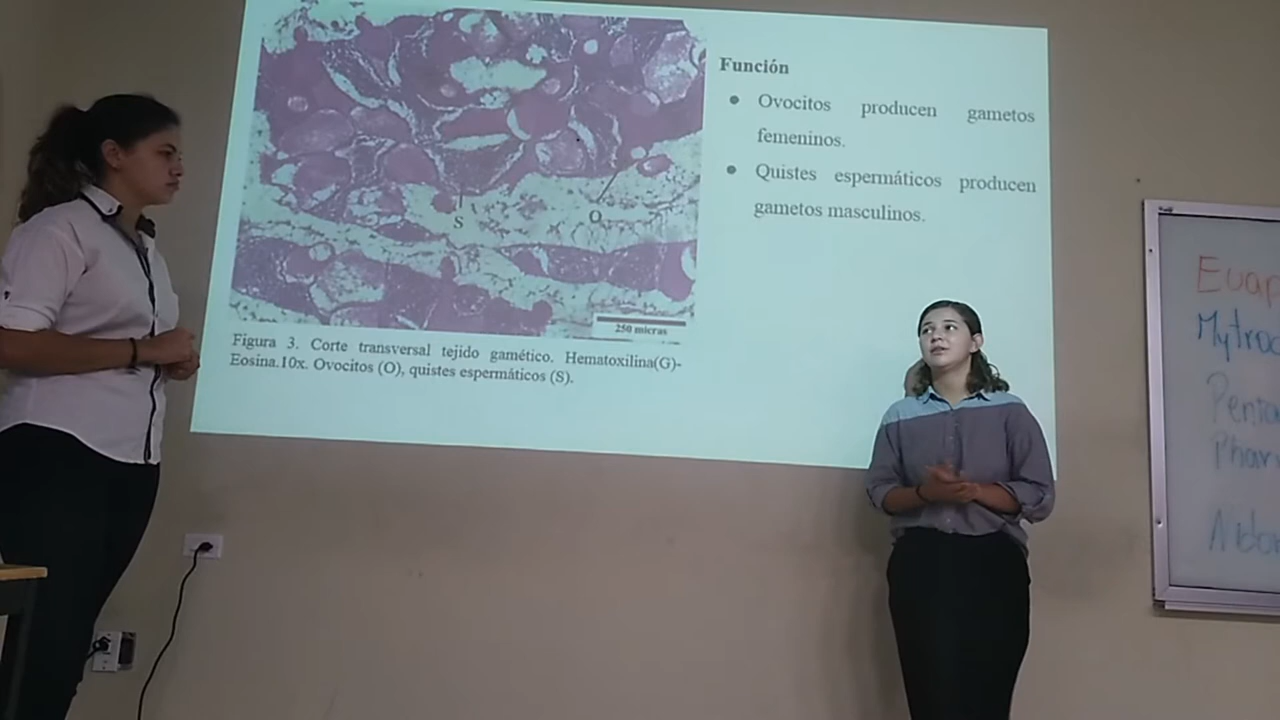 Función
• Ovocitos producen gametos
femeninos.
• Quistes espermáticos producen
gametos masculinos.
S
O
250 micras
Figura 3. Corte transversal tejido gamético. Hematoxilina(G)-
Eosina.10x. Ovocitos (O), quistes espermáticos (S).